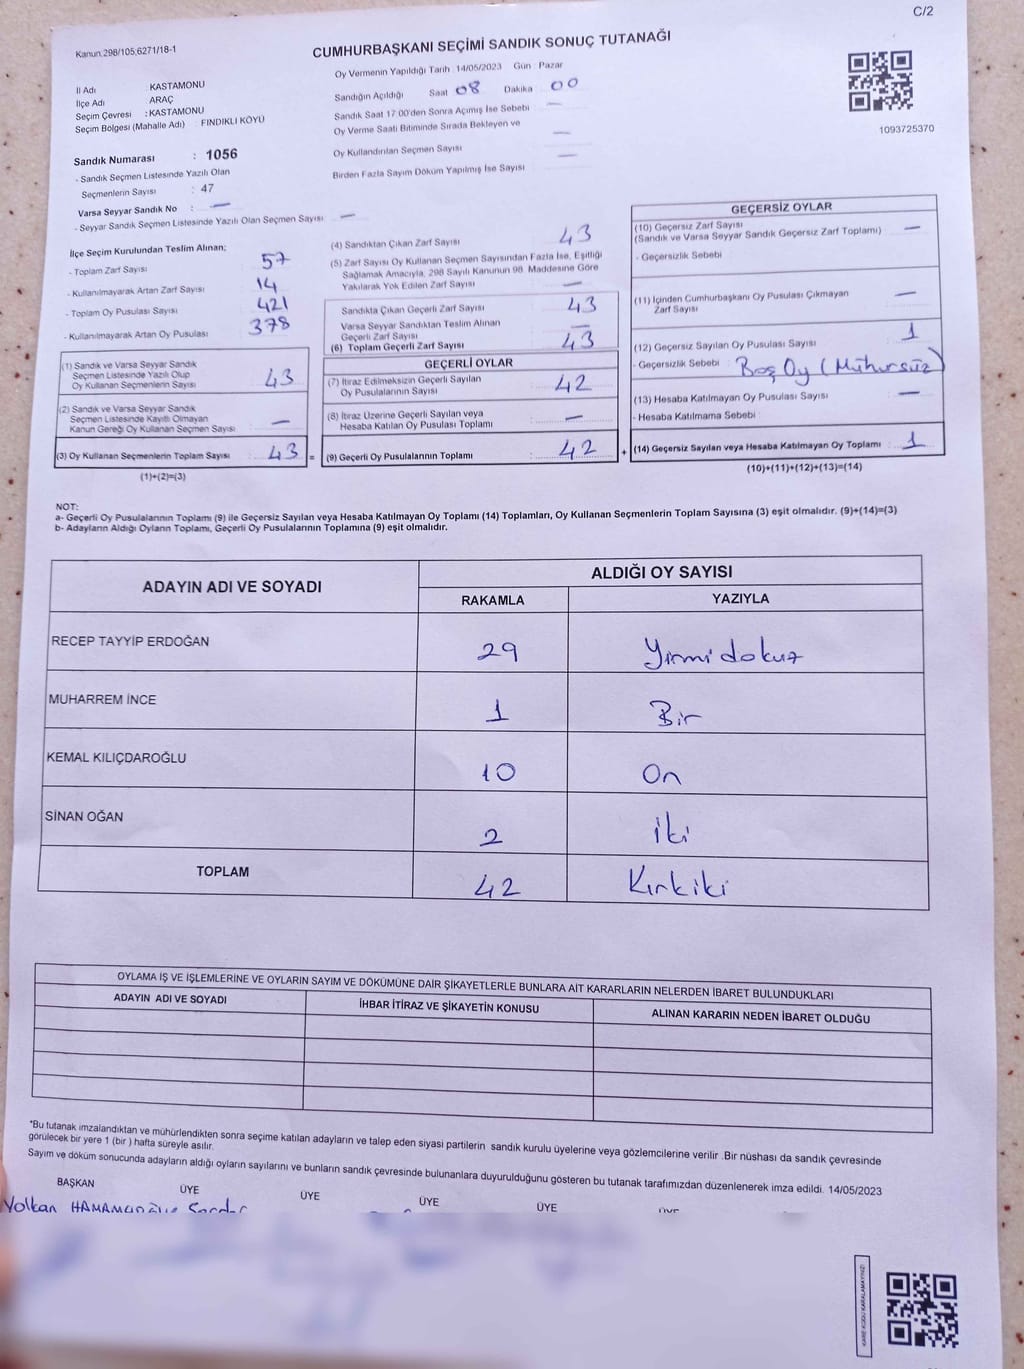 C/2
Kanun.298/105,6271/18-1
CUMHURBAŞKANI SEÇİMİ SANDIK SONUÇ TUTANAĞI
İl Adı : KASTAMONU
İlçe Adı ARAÇ
Seçim Çevresi : KASTAMONU
Seçim Bölgesi (Mahalle Adı) : FINDIKLI KÖYÜ
Oy Vermenin Yapıldığı Tarih : 14/05/2023 Gün : Pazar
Sandığın Açıldığı Saat 08 Dakika 00
Sandık Saat 17:00'den Sonra Açımış İse Sebebi —
Oy Verme Saati Bitiminde Sırada Bekleyen ve
Oy Kullandırılan Seçmen Sayısı —
Birden Fazla Sayım Döküm Yapılmış İse Sayısı —
1093725370
Sandık Numarası : 1056
- Sandık Seçmen Listesinde Yazılı Olan
Seçmenlerin Sayısı : 47
Varsa Seyyar Sandık No : —
- Seyyar Sandık Seçmen Listesinde Yazılı Olan Seçmen Sayısı —
İlçe Seçim Kurulundan Teslim Alınan;
- Toplam Zarf Sayısı 57
- Kullanılmayarak Artan Zarf Sayısı 14
- Toplam Oy Pusulası Sayısı 421
- Kullanılmayarak Artan Oy Pusulası 378
(1) Sandık ve Varsa Seyyar Sandık
Seçmen Listesinde Yazılı Olup
Oy Kullanan Seçmenlerin Sayısı : 43
(2) Sandık ve Varsa Seyyar Sandık
Seçmen Listesinde Kayıtlı Olmayan
Kanun Gereği Oy Kullanan Seçmen Sayısı : —
(3) Oy Kullanan Seçmenlerin Toplam Sayısı : 43 =
(1)+(2)=(3)
(4) Sandıktan Çıkan Zarf Sayısı 43
(5) Zarf Sayısı Oy Kullanan Seçmen Sayısından Fazla İse, Eşitliği
Sağlamak Amacıyla, 298 Sayılı Kanunun 98. Maddesine Göre
Yakılarak Yok Edilen Zarf Sayısı —
Sandıkta Çıkan Geçerli Zarf Sayısı 43
Varsa Seyyar Sandıktan Teslim Alınan
Geçerli Zarf Sayısı —
(6) Toplam Geçerli Zarf Sayısı 43
GEÇERLİ OYLAR
(7) İtiraz Edilmeksizin Geçerli Sayılan
Oy Pusulalarının Sayısı : 42
(8) İtiraz Üzerine Geçerli Sayılan veya
Hesaba Katılan Oy Pusulası Toplamı : —
(9) Geçerli Oy Pusulalarının Toplamı : 42 +
GEÇERSİZ OYLAR
(10) Geçersiz Zarf Sayısı
(Sandık ve Varsa Seyyar Sandık Geçersiz Zarf Toplamı) —
- Geçersizlik Sebebi
(11) İçinden Cumhurbaşkanı Oy Pusulası Çıkmayan
Zarf Sayısı —
(12) Geçersiz Sayılan Oy Pusulası Sayısı 1
- Geçersizlik Sebebi Boş Oy (Mühürsüz)
(13) Hesaba Katılmayan Oy Pusulası Sayısı —
- Hesaba Katılmama Sebebi
(14) Geçersiz Sayılan veya Hesaba Katılmayan Oy Toplamı : 1
(10)+(11)+(12)+(13)=(14)
NOT:
a- Geçerli Oy Pusulalarının Toplamı (9) ile Geçersiz Sayılan veya Hesaba Katılmayan Oy Toplamı (14) Toplamları, Oy Kullanan Seçmenlerin Toplam Sayısına (3) eşit olmalıdır. (9)+(14)=(3)
b- Adayların Aldığı Oyların Toplamı, Geçerli Oy Pusulalarının Toplamına (9) eşit olmalıdır.
ADAYIN ADI VE SOYADI ALDIĞI OY SAYISI
RAKAMLA YAZIYLA
RECEP TAYYİP ERDOĞAN 29 Yirmi dokuz
MUHARREM İNCE 1 Bir
KEMAL KILIÇDAROĞLU 10 On
SİNAN OĞAN 2 iki
TOPLAM 42 Kırkiki
OYLAMA İŞ VE İŞLEMLERİNE VE OYLARIN SAYIM VE DÖKÜMÜNE DAİR ŞİKAYETLERLE BUNLARA AİT KARARLARIN NELERDEN İBARET BULUNDUKLARI
ADAYIN ADI VE SOYADI İHBAR İTİRAZ VE ŞİKAYETİN KONUSU ALINAN KARARIN NEDEN İBARET OLDUĞU
*Bu tutanak imzalandıktan ve mühürlendikten sonra seçime katılan adayların ve talep eden siyasi partilerin sandık kurulu üyelerine veya gözlemcilerine verilir .Bir nüshası da sandık çevresinde
görülecek bir yere 1 (bir ) hafta süreyle asılır.
Sayım ve döküm sonucunda adayların aldığı oyların sayılarını ve bunların sandık çevresinde bulunanlara duyurulduğunu gösteren bu tutanak tarafımızdan düzenlenerek imza edildi. 14/05/2023
BAŞKAN ÜYE ÜYE ÜYE ÜYE ÜYE
Volkan
KARE KODU KARALAMAYINIZ!